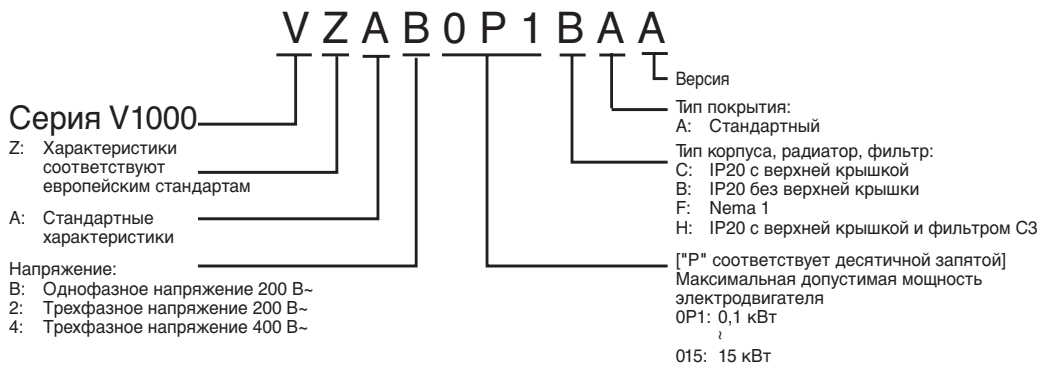 V Z A B 0 P 1 B A A
Версия
Серия V1000
Z: Характеристики
соответствуют
европейским стандартам
A: Стандартные
характеристики
Напряжение:
B: Однофазное напряжение 200 В~
2: Трехфазное напряжение 200 В~
4: Трехфазное напряжение 400 В~
Тип покрытия:
A: Стандартный
Тип корпуса, радиатор, фильтр:
C: IP20 с верхней крышкой
B: IP20 без верхней крышки
F: Nema 1
H: IP20 с верхней крышкой и фильтром C3
["P" соответствует десятичной запятой]
Максимальная допустимая мощность
электродвигателя
0P1: 0,1 кВт
~
015: 15 кВт